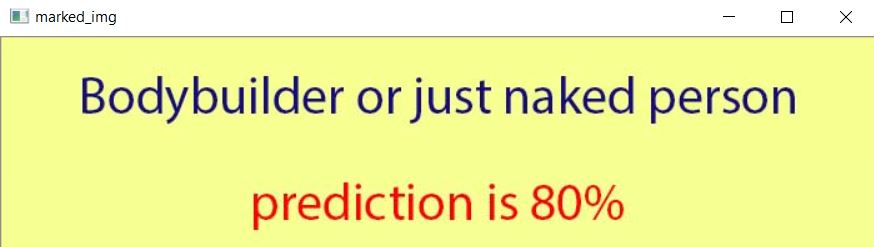 marked_img
Bodybuilder or just naked person
prediction is 80%